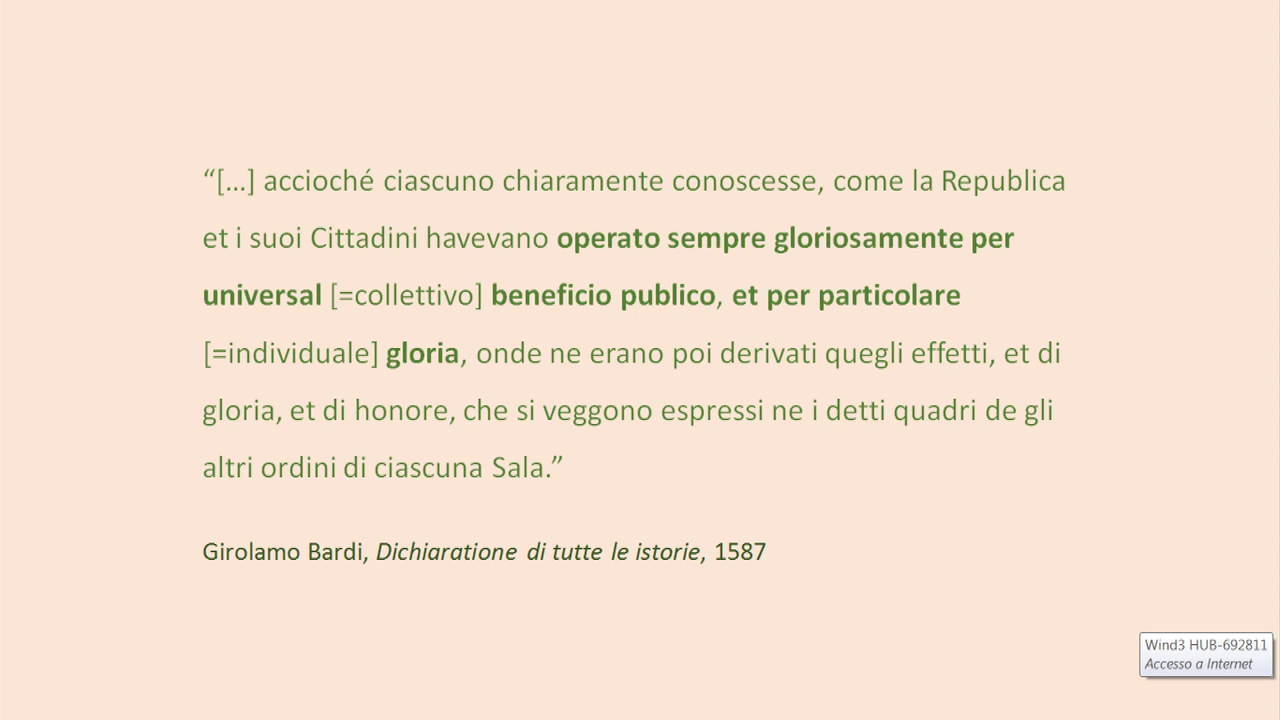 “[...] accioché ciascuno chiaramente conoscesse, come la Republica
et i suoi Cittadini havevano operato sempre gloriosamente per
universal [=collettivo] beneficio publico, et per particolare
[=individuale] gloria, onde ne erano poi derivati quegli effetti, et di
gloria, et di honore, che si veggono espressi ne i detti quadri de gli
altri ordini di ciascuna Sala.”
Girolamo Bardi, Dichiaratione di tutte le istorie, 1587
Wind3 HUB-692811
Accesso a Internet